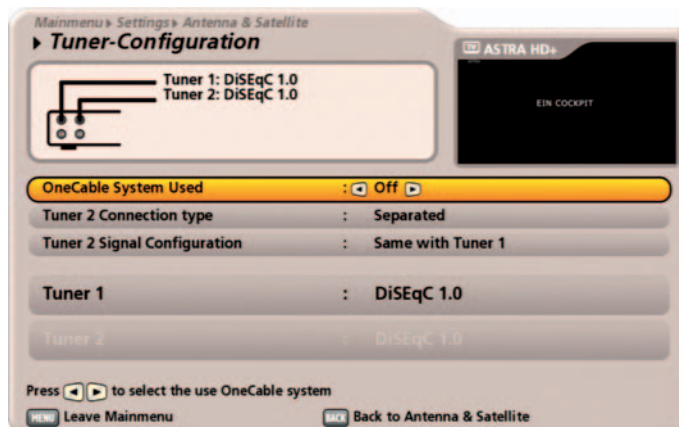 Mainmenu▸ Settings▸ Antenna & Satellite
▸ Tuner-Configuration
TV ASTRA HD+
Tuner 1: DiSEqC 1.0
Tuner 2: DiSEqC 1.0
EIN COCKPIT
OneCable System Used : ◂ Off ▸
Tuner 2 Connection type : Separated
Tuner 2 Signal Configuration : Same with Tuner 1
Tuner 1 : DiSEqC 1.0
Tuner 2 : DiSEqC 1.0
Press ◂ ▸ to select the use OneCable system
MENU Leave Mainmenu BACK Back to Antenna & Satellite